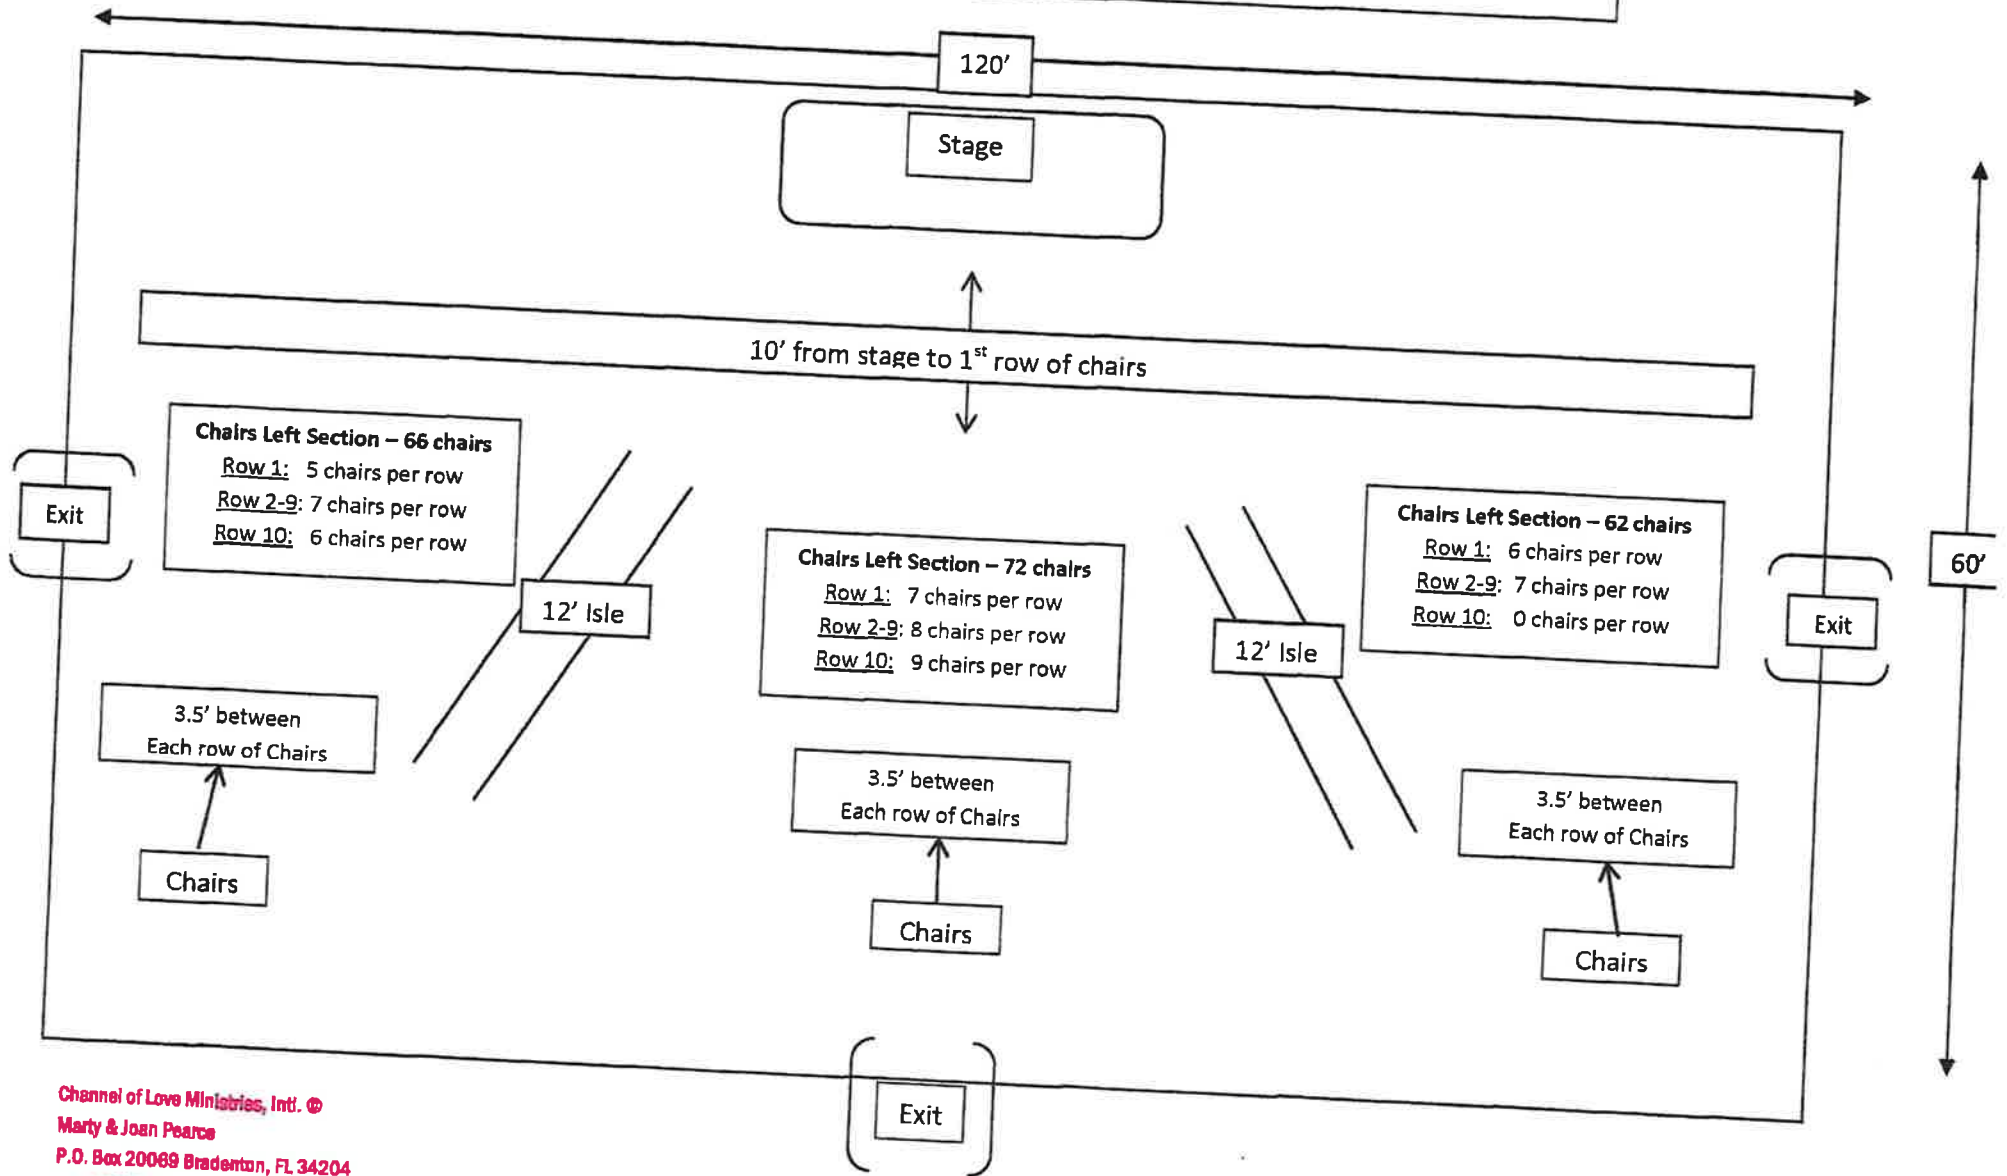 120'
Stage
10' from stage to 1st row of chairs
Chairs Left Section – 66 chairs
Row 1: 5 chairs per row
Row 2-9: 7 chairs per row
Row 10: 6 chairs per row
Exit
12' Isle
Chairs Left Section – 72 chairs
Row 1: 7 chairs per row
Row 2-9: 8 chairs per row
Row 10: 9 chairs per row
12' Isle
Chairs Left Section – 62 chairs
Row 1: 6 chairs per row
Row 2-9: 7 chairs per row
Row 10: 0 chairs per row
Exit
60'
3.5' between
Each row of Chairs
Chairs
3.5' between
Each row of Chairs
Chairs
3.5' between
Each row of Chairs
Chairs
Exit
Channel of Love Ministries, Intl. ©
Marty & Joan Pearce
P.O. Box 20069 Bradenton, FL 34204